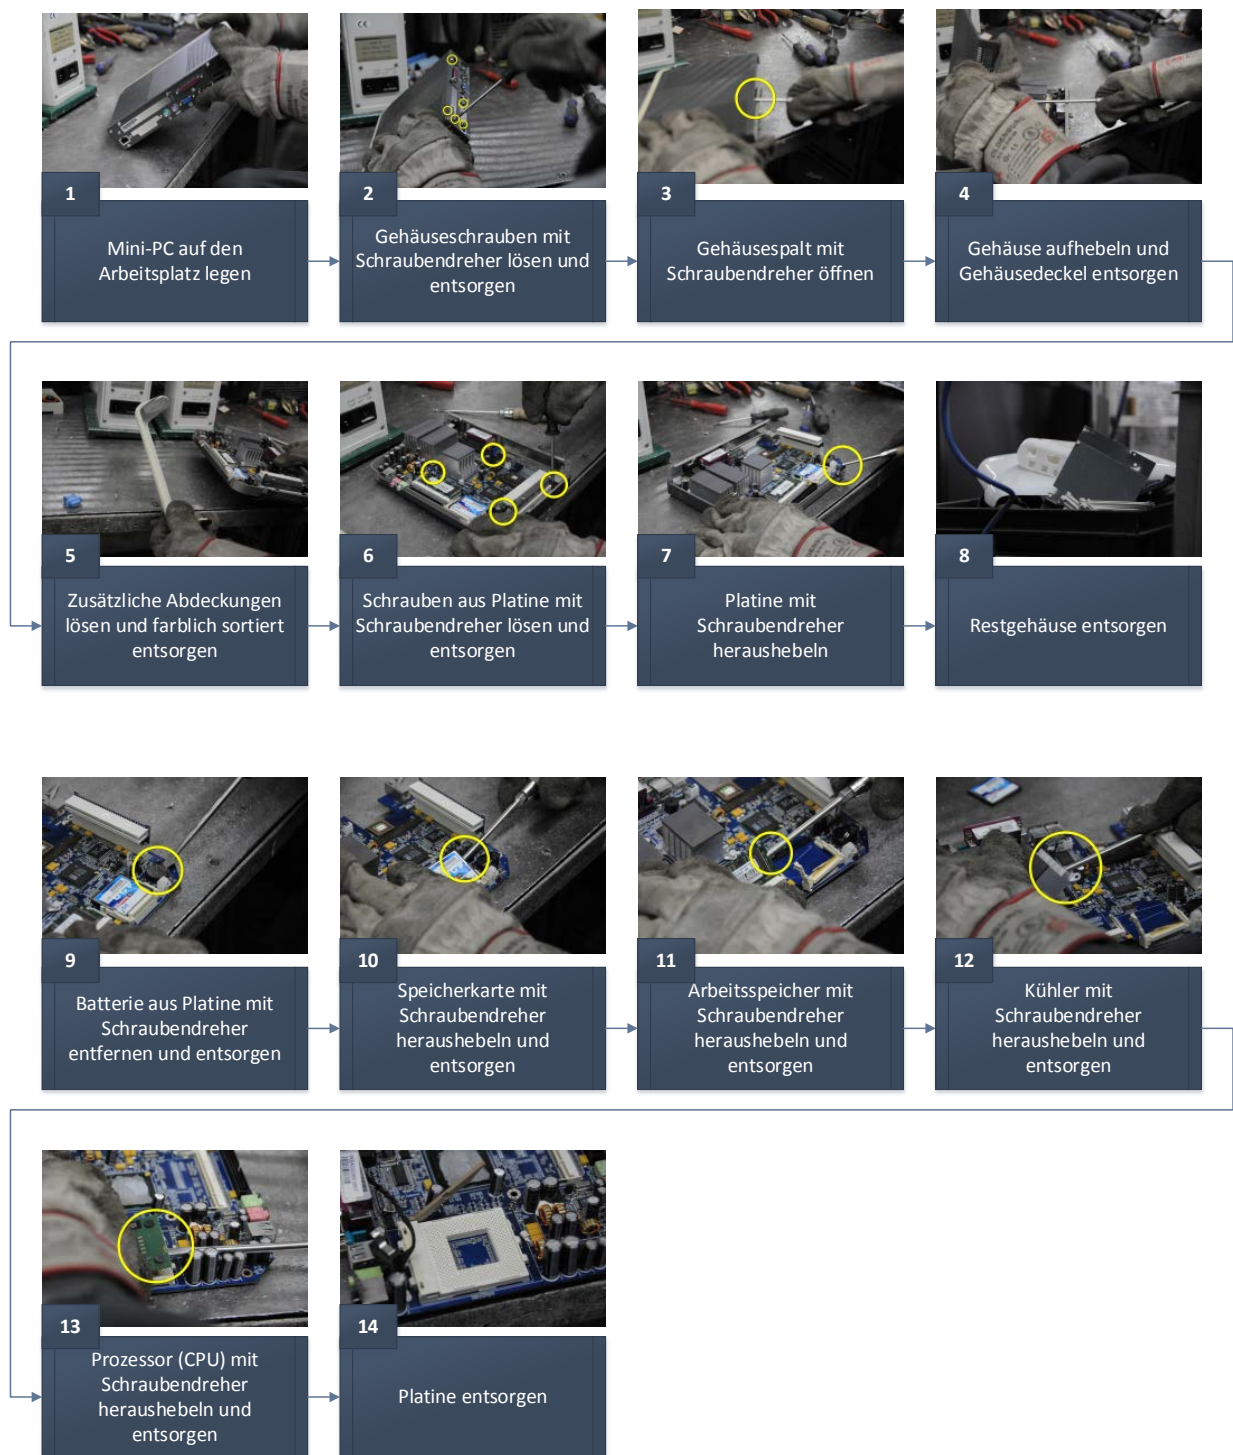 1
Mini-PC auf den
Arbeitsplatz legen
2
Gehäuseschrauben mit
Schraubendreher lösen und
entsorgen
3
Gehäusespalt mit
Schraubendreher öffnen
4
Gehäuse aufhebeln und
Gehäusedeckel entsorgen
5
Zusätzliche Abdeckungen
lösen und farblich sortiert
entsorgen
6
Schrauben aus Platine mit
Schraubendreher lösen und
entsorgen
7
Platine mit
Schraubendreher
heraushebeln
8
Restgehäuse entsorgen
9
Batterie aus Platine mit
Schraubendreher
entfernen und entsorgen
10
Speicherkarte mit
Schraubendreher
heraushebeln und
entsorgen
11
Arbeitsspeicher mit
Schraubendreher
heraushebeln und
entsorgen
12
Kühler mit
Schraubendreher
heraushebeln und
entsorgen
13
Prozessor (CPU) mit
Schraubendreher
heraushebeln und
entsorgen
14
Platine entsorgen